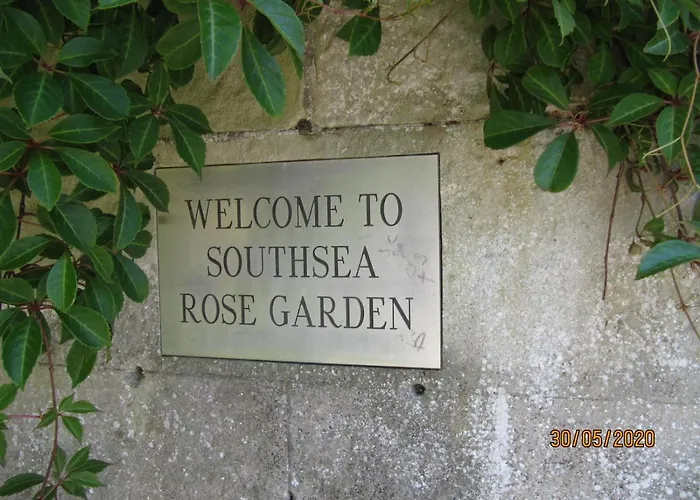 WELCOME TO
SOUTHSEA
ROSE GARDEN
30/05/2020